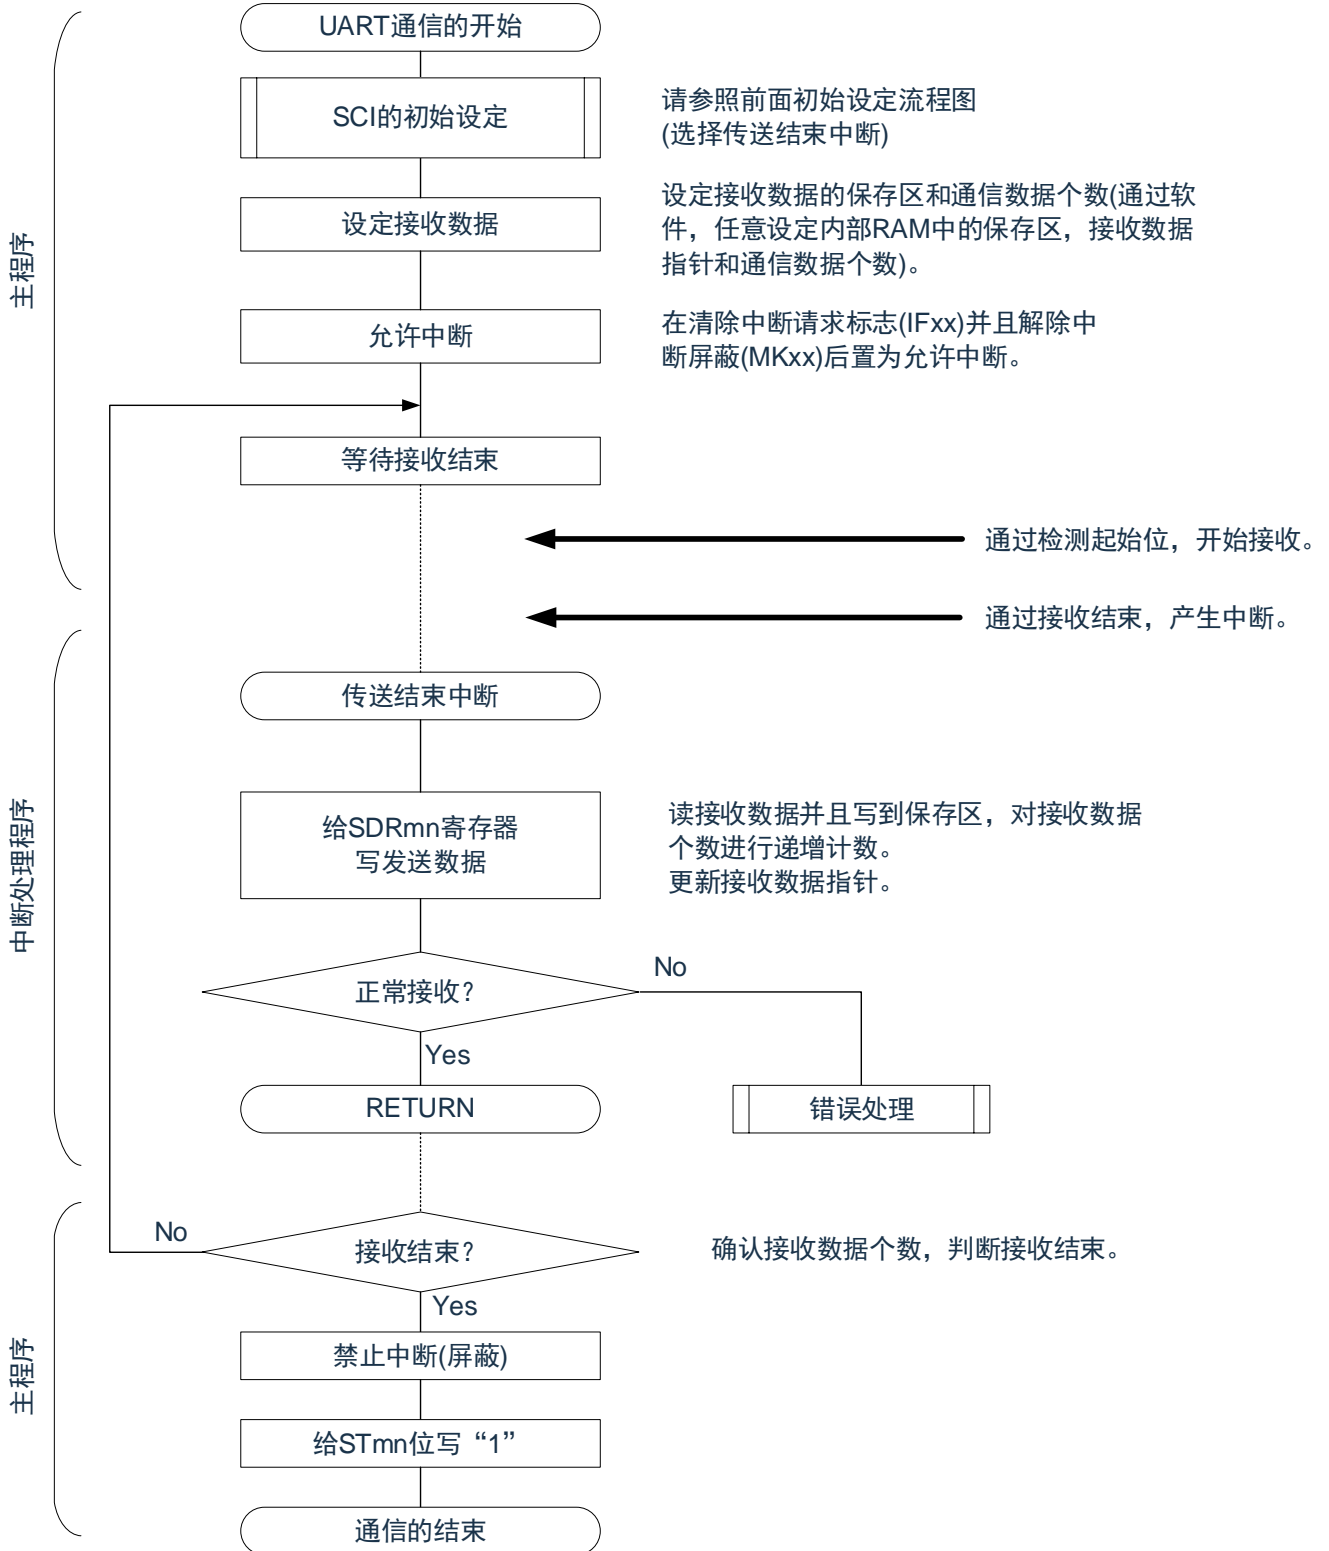 UART通信的开始
SCI的初始设定
请参照前面初始设定流程图
(选择传送结束中断)
设定接收数据
设定接收数据的保存区和通信数据个数(通过软
件，任意设定内部RAM中的保存区，接收数据
指针和通信数据个数)。
主程序
允许中断
在清除中断请求标志(IFxx)并且解除中
断屏蔽(MKxx)后置为允许中断。
等待接收结束
通过检测起始位，开始接收。
通过接收结束，产生中断。
传送结束中断
中断处理程序
给SDRmn寄存器
写发送数据
读接收数据并且写到保存区，对接收数据
个数进行递增计数。
更新接收数据指针。
正常接收？
No
Yes
RETURN
错误处理
No
接收结束？
确认接收数据个数，判断接收结束。
Yes
主程序
禁止中断(屏蔽)
给STmn位写“1”
通信的结束